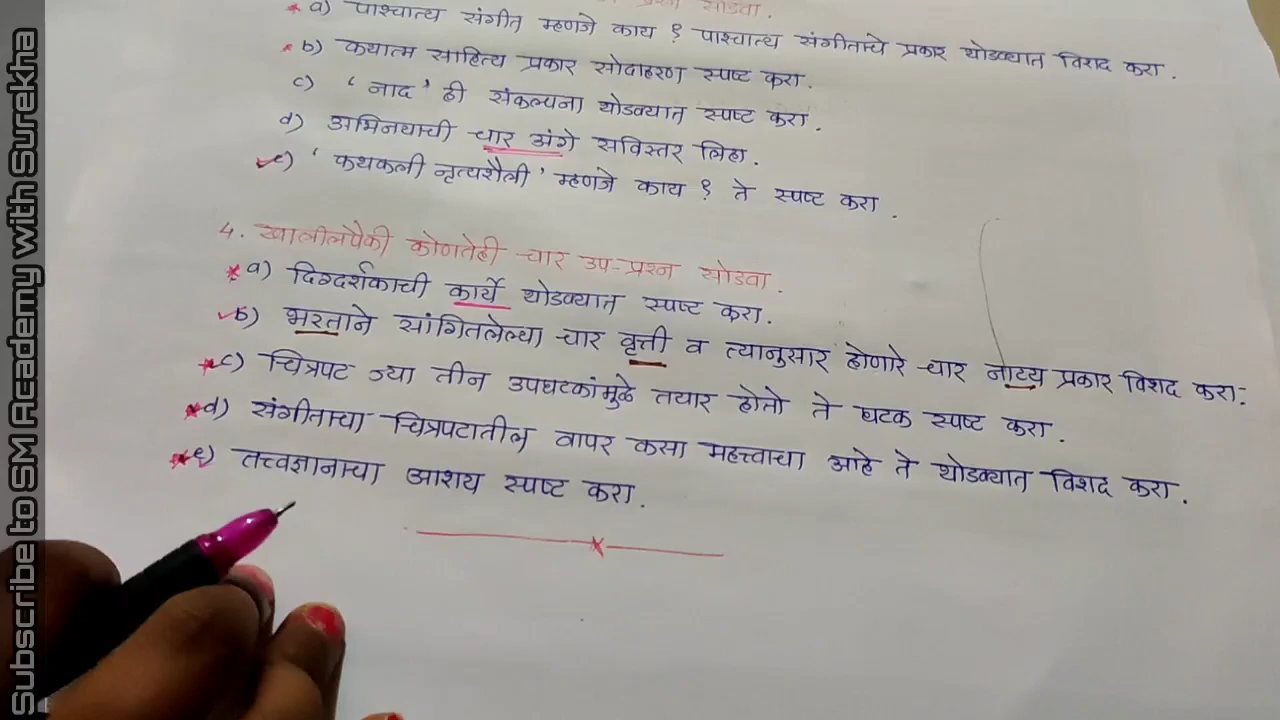 प्रश्न सोडवा.
* a) पाश्चात्य संगीत म्हणजे काय ? पाश्चात्य संगीताचे प्रकार थोडक्यात विशद करा.
* b) कथात्म साहित्य प्रकार सोदाहरण स्पष्ट करा.
c) 'नाद' ही संकल्पना थोडक्यात स्पष्ट करा.
d) अभिनयाची चार अंगे सविस्तर लिहा.
e) 'कथकली नृत्यशैली' म्हणजे काय ? ते स्पष्ट करा.
4. खालीलपैकी कोणतेही चार उप-प्रश्न सोडवा.
* a) दिग्दर्शकाची कार्ये थोडक्यात स्पष्ट करा.
b) भरताने सांगितलेल्या चार वृत्ती व त्यानुसार होणारे चार नाट्य प्रकार विशद करा.
* c) चित्रपट ज्या तीन उपघटकांमुळे तयार होतो ते घटक स्पष्ट करा.
* d) संगीताचा चित्रपटातील वापर कसा महत्त्वाचा आहे ते थोडक्यात विशद करा.
* e) तत्त्वज्ञानाचा आशय स्पष्ट करा.
Subscribe to SM Academy with Surekha